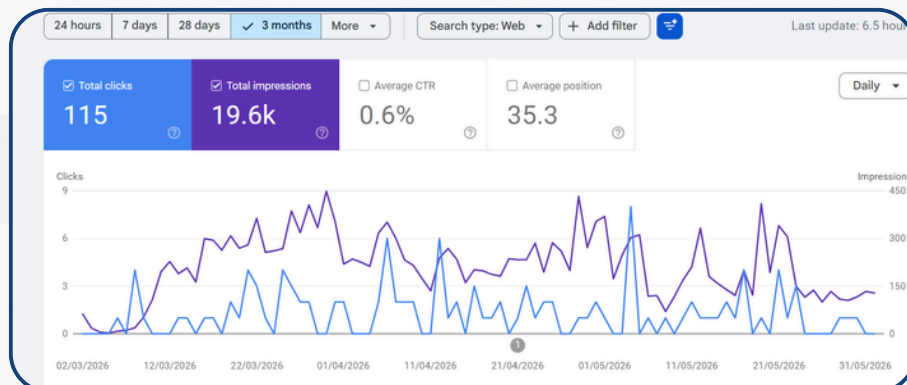 24 hours 7 days 28 days 3 months More Search type: Web Add filter Last update: 6.5 hour
Total clicks Total impressions Average CTR Average position Daily
115 19.6k 0.6% 35.3
Clicks Impression
9 450
6 300
3 150
0 0
1
02/03/2026 12/03/2026 22/03/2026 01/04/2026 11/04/2026 21/04/2026 01/05/2026 11/05/2026 21/05/2026 31/05/2026